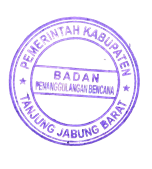 PEMERINTAH KABUPATEN
BADAN
PENANGGULANGAN BENCANA
TANJUNG JABUNG BARAT